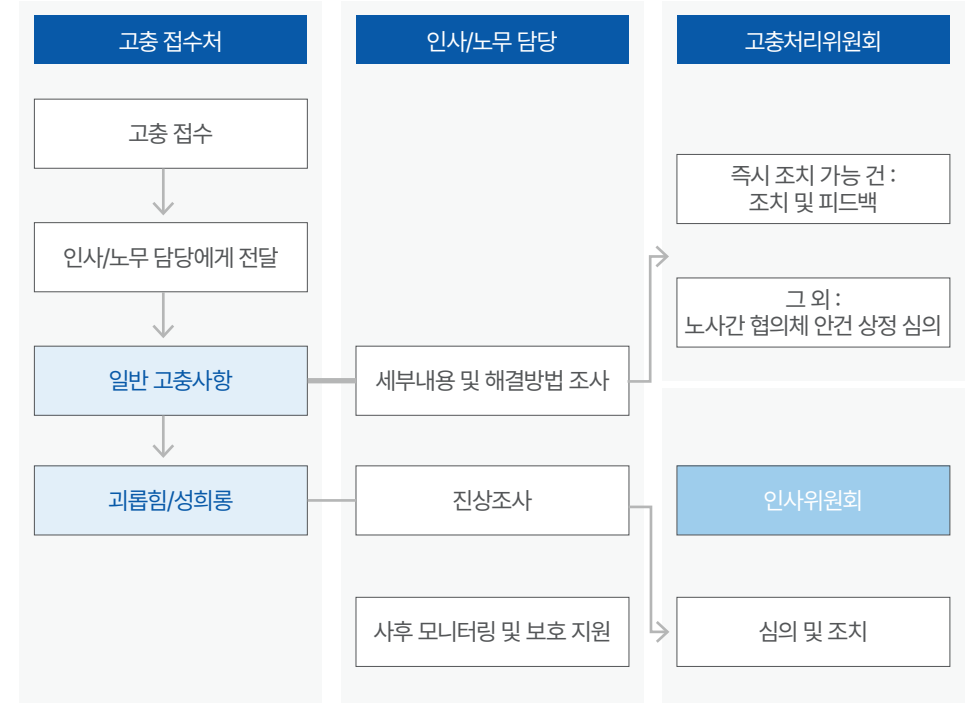 고충 접수처
인사/노무 담당
고충처리위원회
고충 접수
인사/노무 담당에게 전달
일반 고충사항
괴롭힘/성희롱
세부내용 및 해결방법 조사
진상조사
사후 모니터링 및 보호 지원
즉시 조치 가능 건 :
조치 및 피드백
그 외 :
노사간 협의체 안건 상정 심의
인사위원회
심의 및 조치